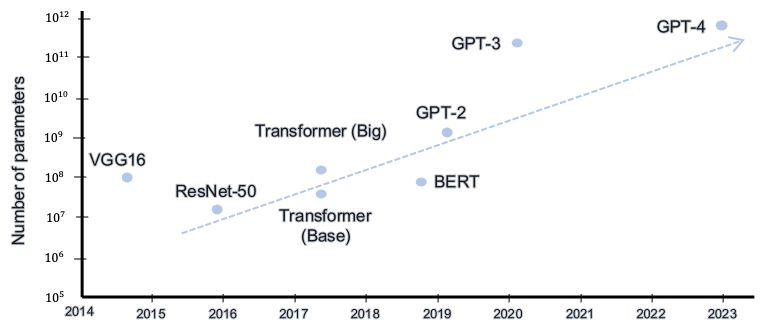 10¹²
GPT-4
GPT-3
10¹¹
10¹⁰
GPT-2
Transformer (Big)
10⁹
VGG16
10⁸
BERT
ResNet-50
10⁷
Transformer
(Base)
10⁶
10⁵
Number of parameters
2014
2015
2016
2017
2018
2019
2020
2021
2022
2023